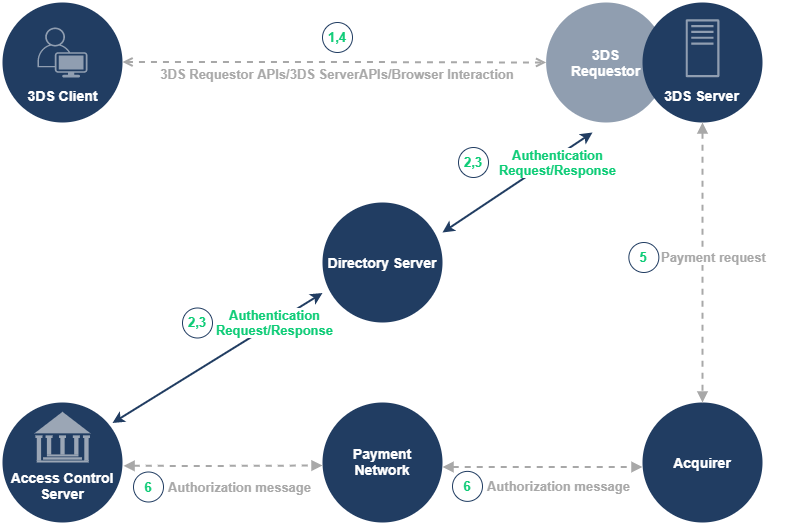 1,4
3DS Client
3DS Requestor APIs/3DS ServerAPIs/Browser Interaction
3DS
Requestor
3DS Server
2,3
Authentication
Request/Response
Directory Server
5
Payment request
2,3
Authentication
Request/Response
Access Control
Server
6
Authorization message
Payment
Network
6
Authorization message
Acquirer